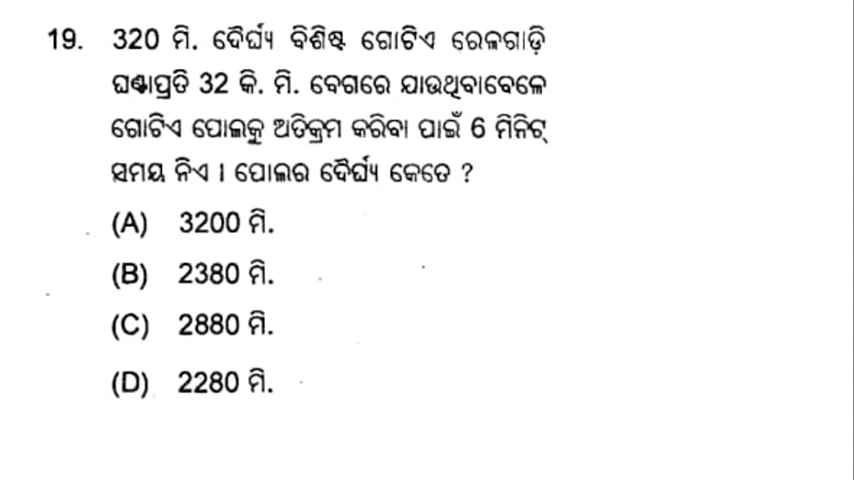 19. 320 ମି. ଦୈର୍ଘ୍ୟ ବିଶିଷ୍ଟ ଗୋଟିଏ ରେଳଗାଡ଼ି
ଘଣ୍ଟାପ୍ରତି 32 କି. ମି. ବେଗରେ ଯାଉଥିବାବେଳେ
ଗୋଟିଏ ପୋଲକୁ ଅତିକ୍ରମ କରିବା ପାଇଁ 6 ମିନିଟ୍
ସମୟ ନିଏ । ପୋଲର ଦୈର୍ଘ୍ୟ କେତେ ?
(A) 3200 ମି.
(B) 2380 ମି.
(C) 2880 ମି.
(D) 2280 ମି.